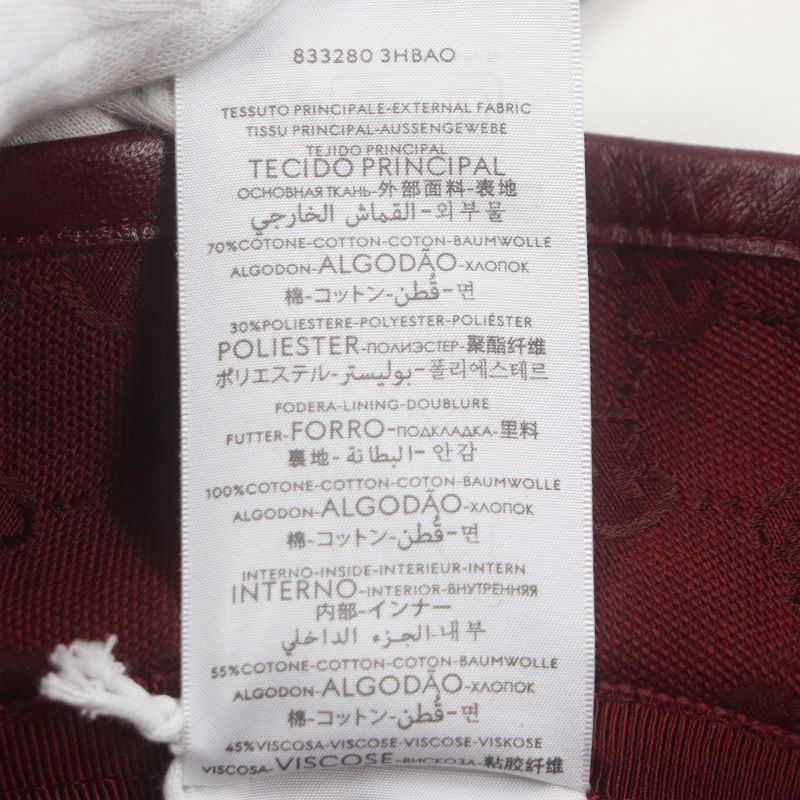 833280 3HBAO
TESSUTO PRINCIPALE-EXTERNAL FABRIC
TISSU PRINCIPAL-AUSSENGEWEBE
TEJIDO PRINCIPAL
TECIDO PRINCIPAL
ОСНОВНАЯ ТКАНЬ-外部面料-表地
القماش الخارجي-외부 물
70%COTONE-COTTON-COTON-BAUMWOLLE
ALGODON-ALGODÃO-ХЛОПОК
棉-コットン-قُطن-면
30%POLIESTERE-POLYESTER-POLIÉSTER
POLIESTER-ПОЛИЭСТЕР-聚酯纤维
ポリエステル-بوليستر-폴리에스테르
FODERA-LINING-DOUBLURE
FUTTER-FORRO-ПОДКЛАДКА-里料
裏地-البطانة-안감
100%COTONE-COTTON-COTON-BAUMWOLLE
ALGODON-ALGODÃO-ХЛОПОК
棉-コットン-قُطن-면
INTERNO-INSIDE-INTERIEUR-INTERN
INTERNO-INTERIOR-ВНУТРЕННЯЯ
内部-インナー
الجزء الداخلي-내부
55%COTONE-COTTON-COTON-BAUMWOLLE
ALGODON-ALGODÃO-ХЛОПОК
棉-コットン-قُطن-면
45%VISCOSA-VISCOSE-VISCOSE-VISKOSE
VISCOSA-VISCOSE-ВИСКОЗА-粘胶纤维